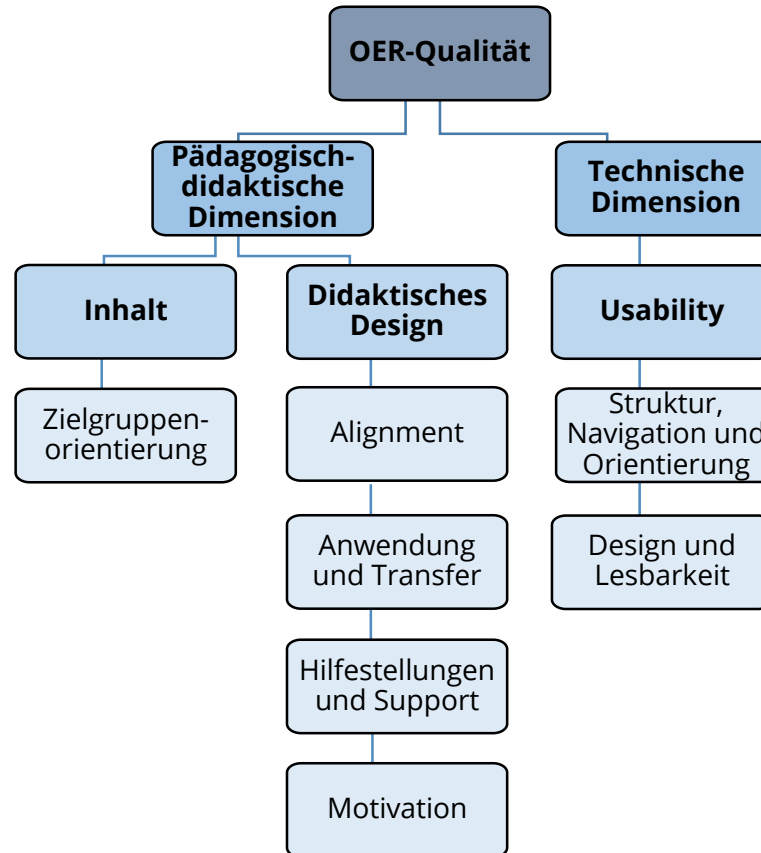 OER-Qualität
Pädagogisch-
didaktische
Dimension
Technische
Dimension
Inhalt
Didaktisches
Design
Usability
Zielgruppen-
orientierung
Alignment
Struktur,
Navigation und
Orientierung
Anwendung
und Transfer
Design und
Lesbarkeit
Hilfestellungen
und Support
Motivation